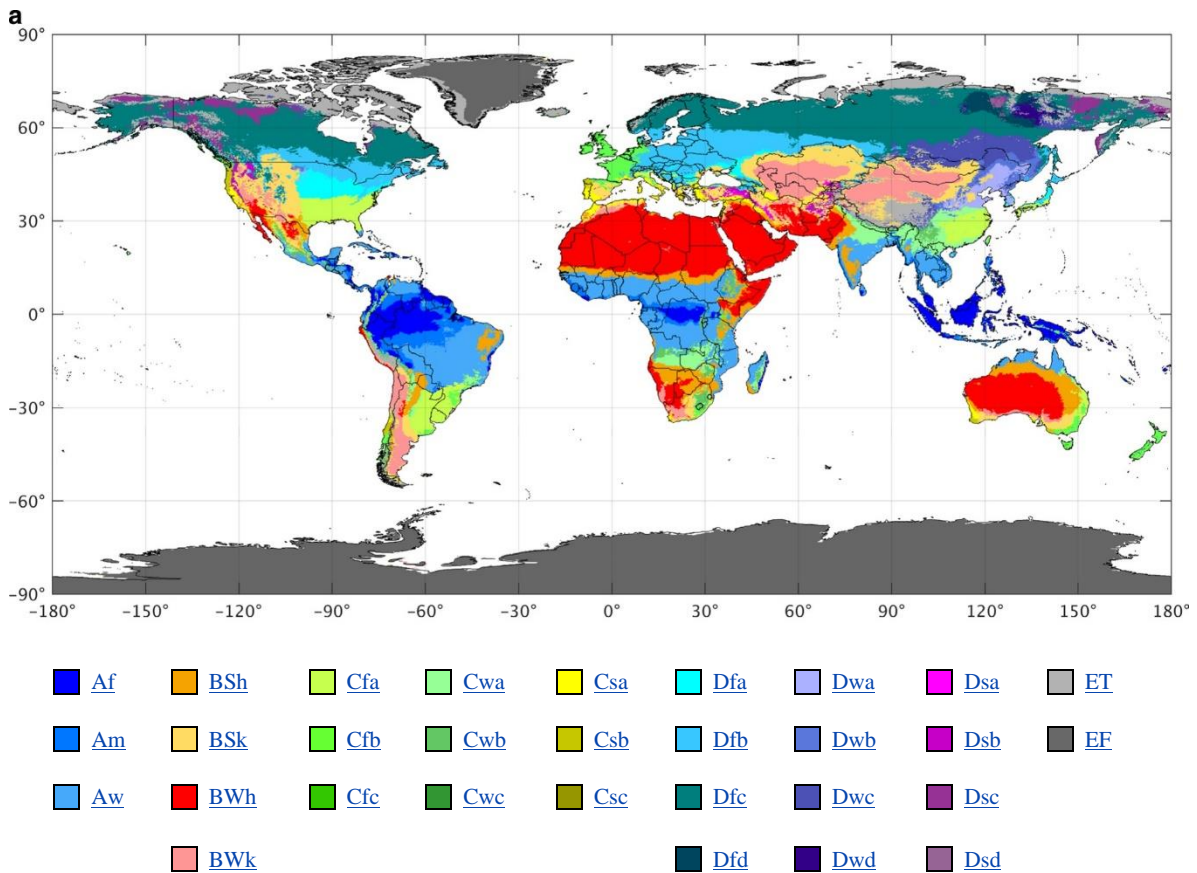 a
90°
60°
30°
0°
−30°
−60°
−90°
−180° −150° −120° −90° −60° −30° 0° 30° 60° 90° 120° 150° 180°
Af BSh Cfa Cwa Csa Dfa Dwa Dsa ET
Am BSk Cfb Cwb Csb Dfb Dwb Dsb EF
Aw BWh Cfc Cwc Csc Dfc Dwc Dsc
BWk Dfd Dwd Dsd